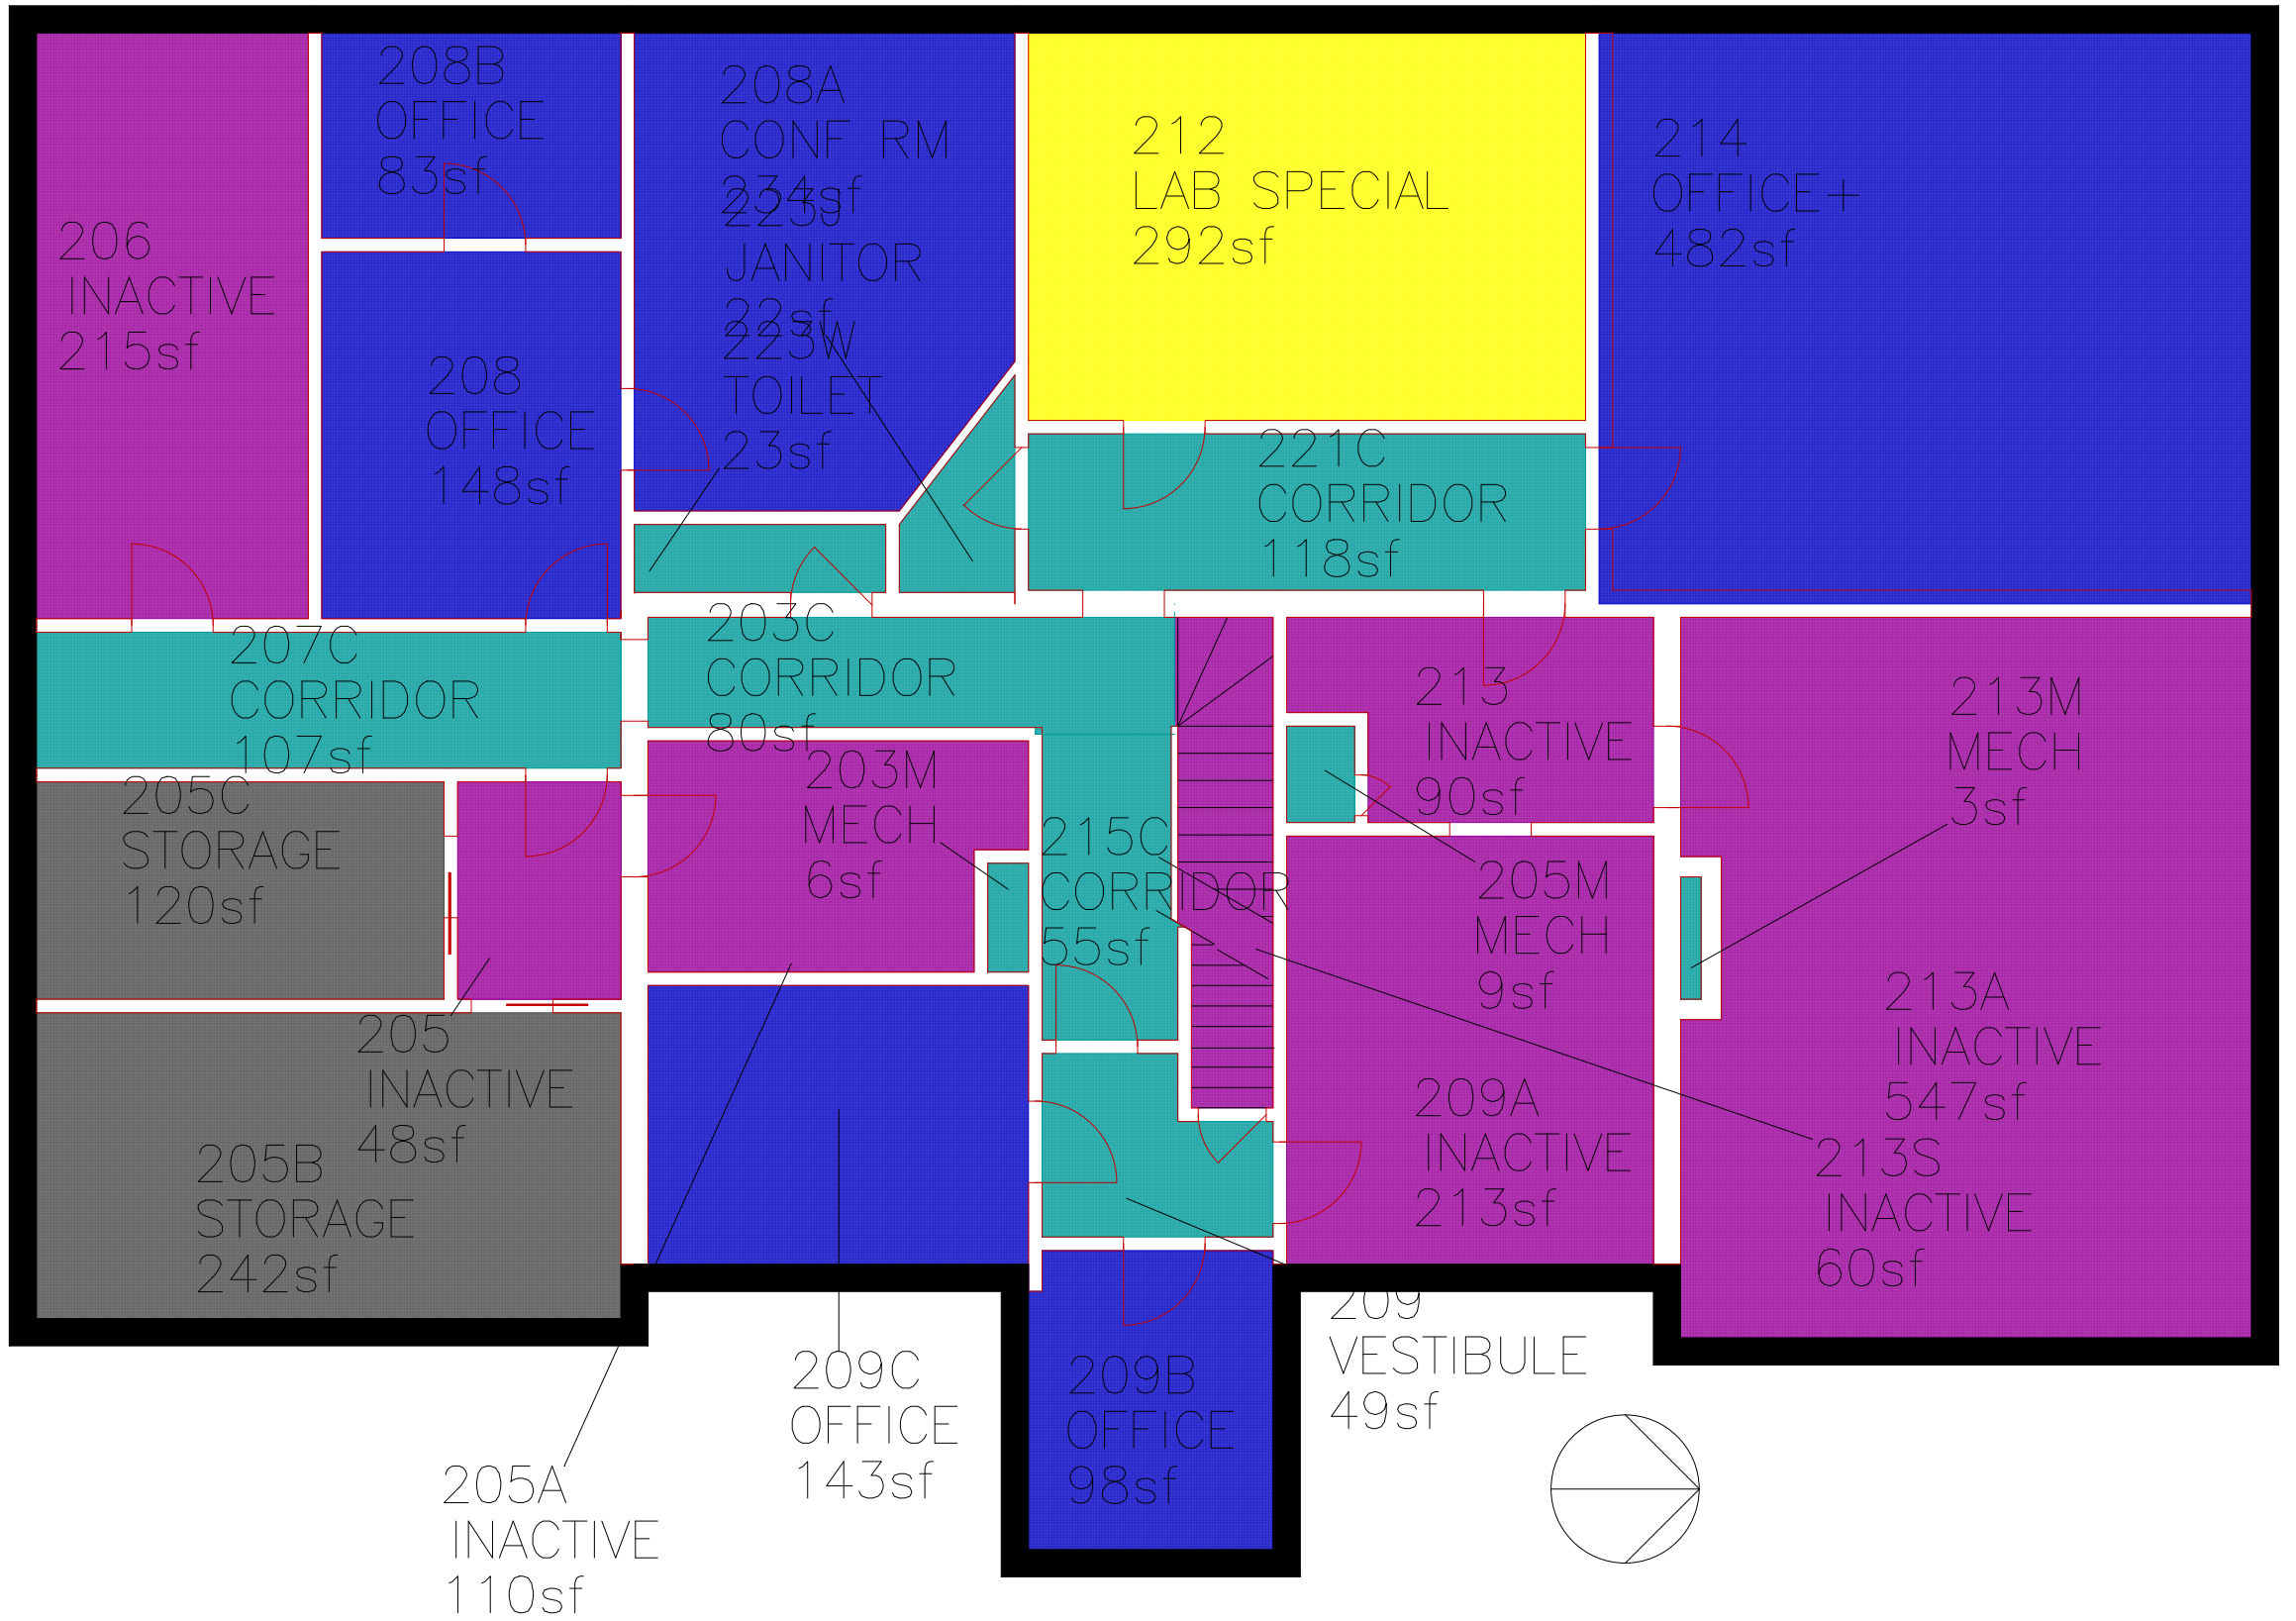 208B
OFFICE
83sf
208A
CONF RM
234sf
223J
JANITOR
22sf
223W
TOILET
23sf
212
LAB SPECIAL
292sf
214
OFFICE+
482sf
206
INACTIVE
215sf
208
OFFICE
148sf
221C
CORRIDOR
118sf
207C
CORRIDOR
107sf
203C
CORRIDOR
80sf
213
INACTIVE
90sf
213M
MECH
3sf
205C
STORAGE
120sf
203M
MECH
6sf
215C
CORRIDOR
55sf
205M
MECH
9sf
213A
INACTIVE
547sf
205
INACTIVE
48sf
209A
INACTIVE
213sf
213S
INACTIVE
60sf
205B
STORAGE
242sf
209
VESTIBULE
49sf
209C
OFFICE
143sf
209B
OFFICE
98sf
205A
INACTIVE
110sf